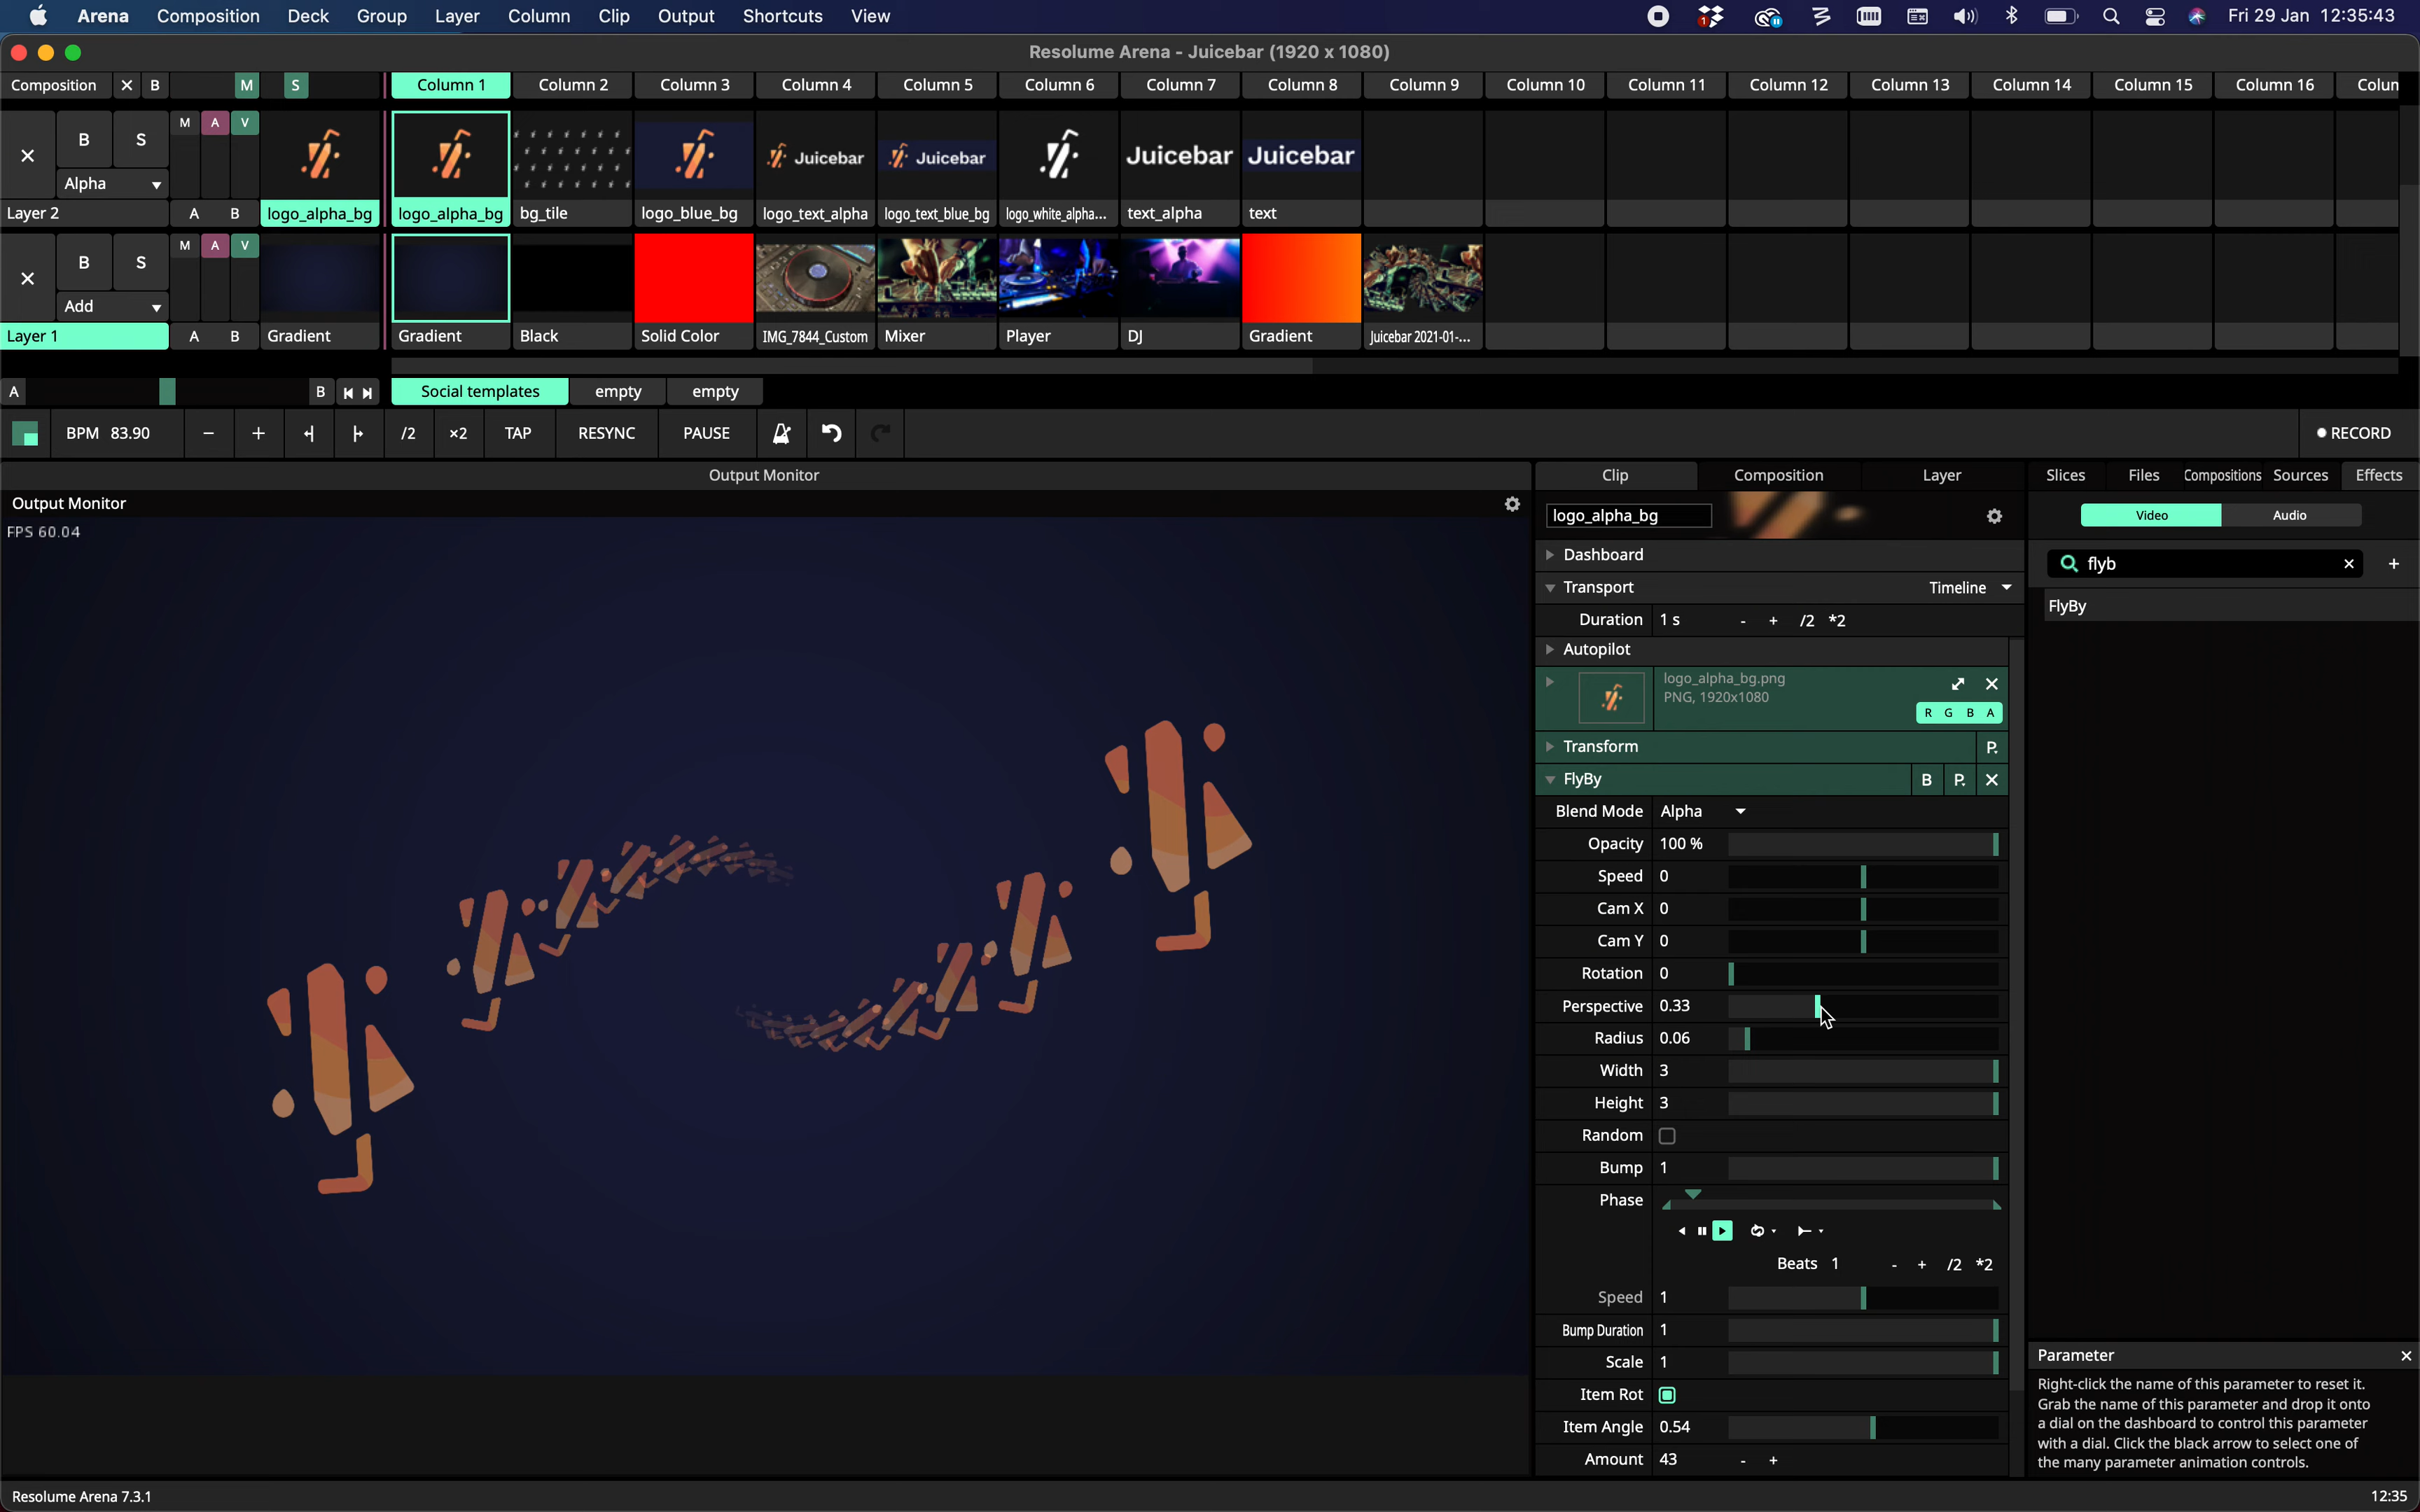 Arena Composition Deck Group Layer Column Clip Output Shortcuts View Fri 29 Jan 12:35:43
Resolume Arena - Juicebar (1920 x 1080)
Composition B M S Column 1 Column 2 Column 3 Column 4 Column 5 Column 6 Column 7 Column 8 Column 9 Column 10 Column 11 Column 12 Column 13 Column 14 Column 15 Column 16 Colun
B S M A V
Juicebar Juicebar Juicebar Juicebar
Alpha
Layer 2 A B logo_alpha_bg logo_alpha_bg bg_tile logo_blue_bg logo_text_alpha logo_text_blue_bg logo_white_alpha... text_alpha text
B S M A V
Add
Layer 1 A B Gradient Gradient Black Solid Color IMG_7844_Custom Mixer Player DJ Gradient Juicebar 2021-01-...
A B Social templates empty empty
BPM 83.90 - + /2 ×2 TAP RESYNC PAUSE RECORD
Output Monitor
Output Monitor
FPS 60.04
Clip Composition Layer
logo_alpha_bg
Dashboard
Transport Timeline
Duration 1 s - + /2 *2
Autopilot
logo_alpha_bg.png
PNG, 1920x1080
R G B A
Transform P.
FlyBy B P.
Blend Mode Alpha
Opacity 100 %
Speed 0
Cam X 0
Cam Y 0
Rotation 0
Perspective 0.33
Radius 0.06
Width 3
Height 3
Random
Bump 1
Phase
Beats 1 - + /2 *2
Speed 1
Bump Duration 1
Scale 1
Item Rot
Item Angle 0.54
Amount 43 - +
Slices Files Compositions Sources Effects
Video Audio
flyb +
FlyBy
Parameter
Right-click the name of this parameter to reset it.
Grab the name of this parameter and drop it onto
a dial on the dashboard to control this parameter
with a dial. Click the black arrow to select one of
the many parameter animation controls.
Resolume Arena 7.3.1 12:35